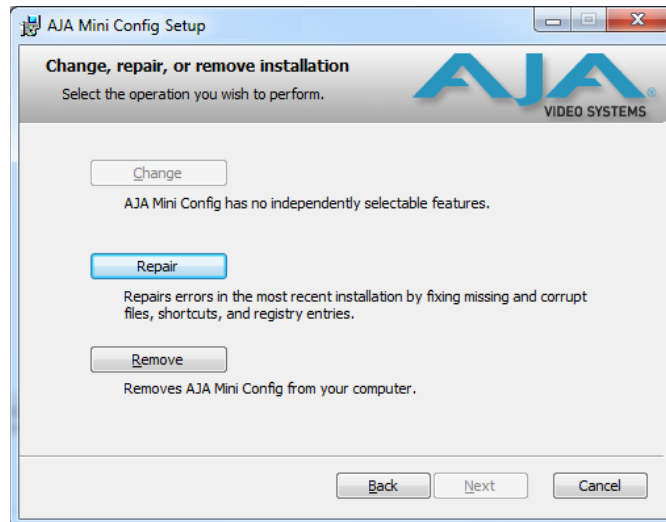 AJA Mini Config Setup
Change, repair, or remove installation
Select the operation you wish to perform.
AJA
VIDEO SYSTEMS
Change
AJA Mini Config has no independently selectable features.
Repair
Repairs errors in the most recent installation by fixing missing and corrupt
files, shortcuts, and registry entries.
Remove
Removes AJA Mini Config from your computer.
Back
Next
Cancel